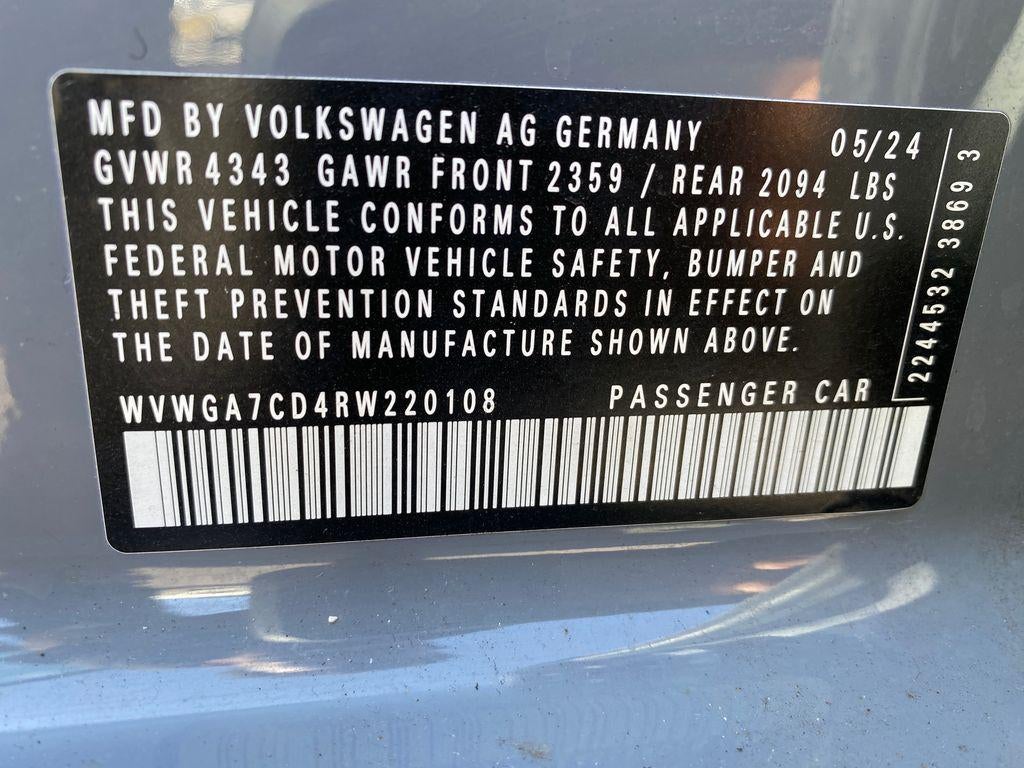 MFD BY VOLKSWAGEN AG GERMANY 05/24
GVWR 4343 GAWR FRONT 2359 / REAR 2094 LBS
THIS VEHICLE CONFORMS TO ALL APPLICABLE U.S.
FEDERAL MOTOR VEHICLE SAFETY, BUMPER AND
THEFT PREVENTION STANDARDS IN EFFECT ON
THE DATE OF MANUFACTURE SHOWN ABOVE.
WVWGA7CD4RW220108 PASSENGER CAR
2244532 3869 3